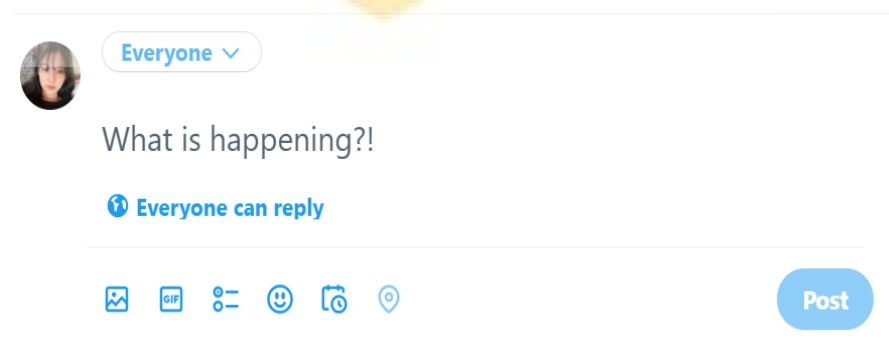 Everyone
What is happening?!
Everyone can reply
GIF
Post